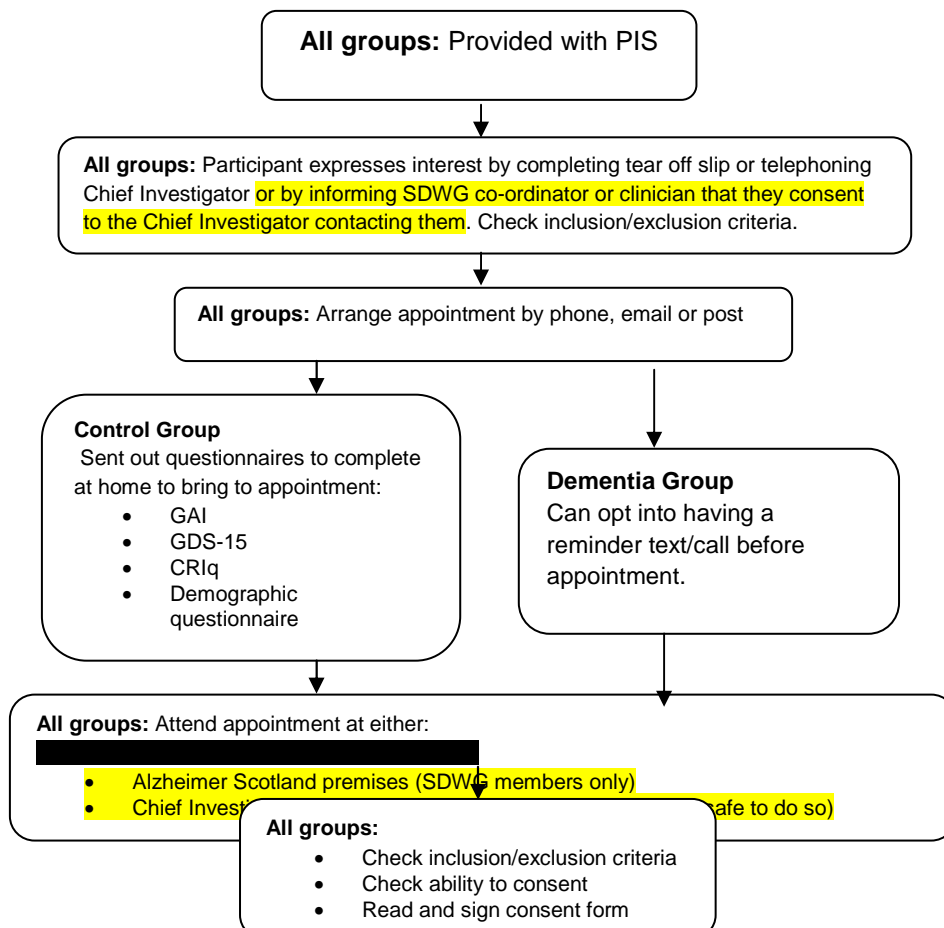 All groups: Provided with PIS
All groups: Participant expresses interest by completing tear off slip or telephoning
Chief Investigator or by informing SDWG co-ordinator or clinician that they consent
to the Chief Investigator contacting them. Check inclusion/exclusion criteria.
All groups: Arrange appointment by phone, email or post
Control Group
Sent out questionnaires to complete
at home to bring to appointment:
• GAI
• GDS-15
• CRIq
• Demographic
questionnaire
Dementia Group
Can opt into having a
reminder text/call before
appointment.
All groups: Attend appointment at either:
• Alzheimer Scotland premises (SDWG members only)
• Chief safe to do so)
All groups:
• Check inclusion/exclusion criteria
• Check ability to consent
• Read and sign consent form